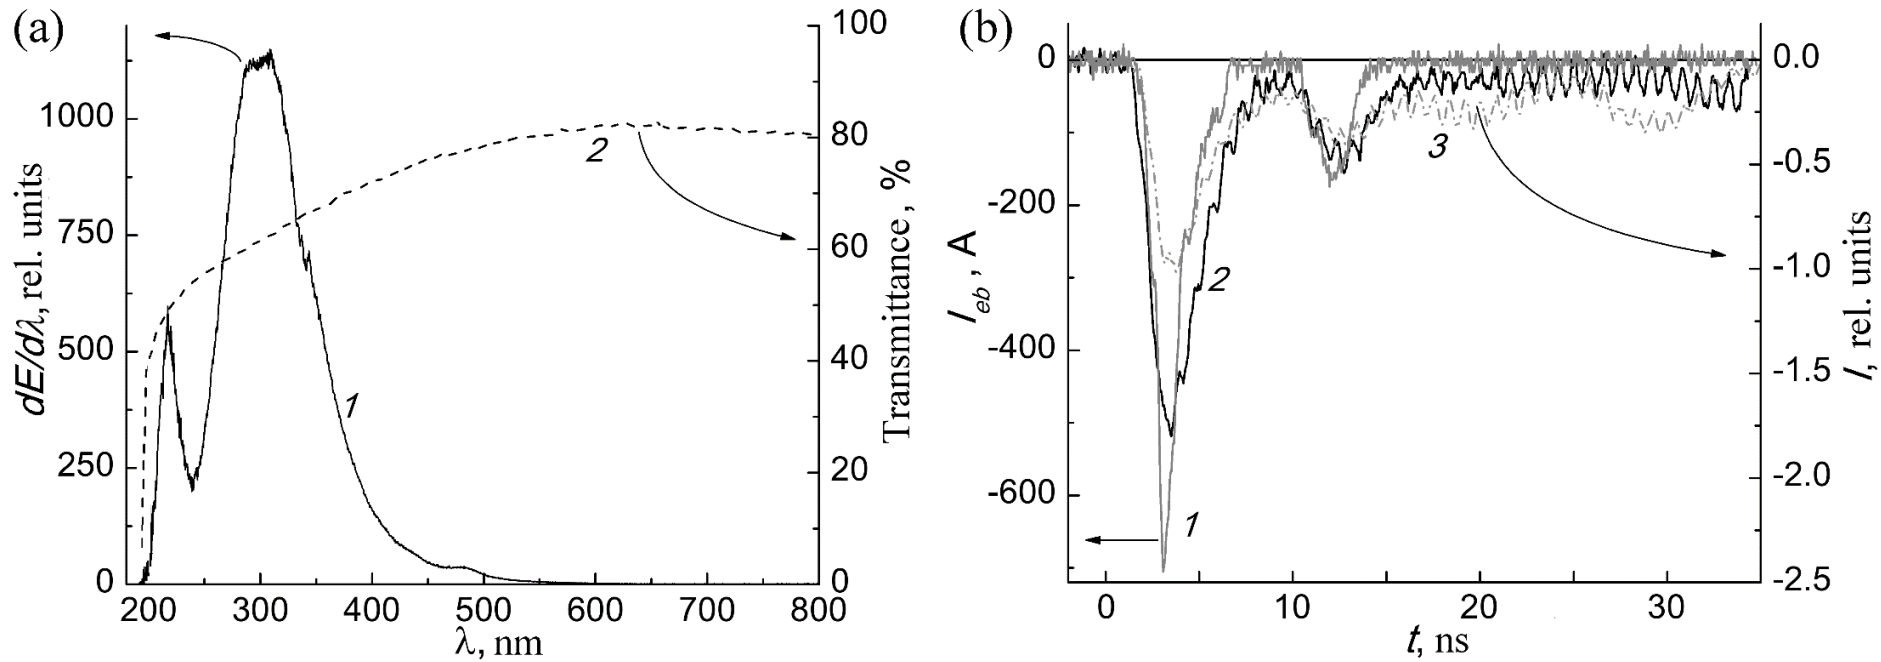 (a)
dE/dλ, rel. units
1000
750
500
250
0
100
80
60
40
20
0
Transmittance, %
1
2
200 300 400 500 600 700 800
λ, nm
(b)
I_eb, A
0
-200
-400
-600
0.0
-0.5
-1.0
-1.5
-2.0
-2.5
I, rel. units
1
2
3
0 10 20 30
t, ns